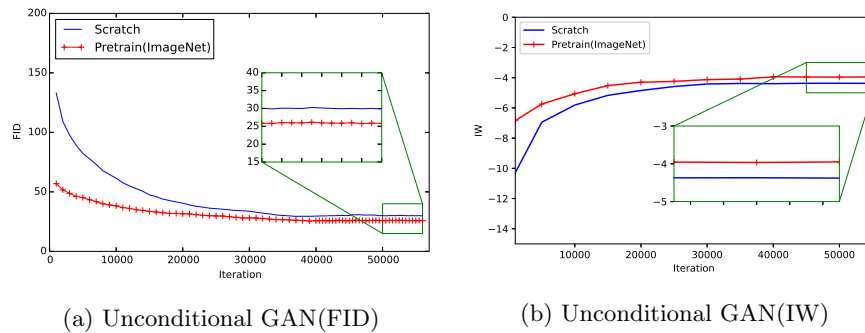 200
150
100
50
0
FID
Scratch
Pretrain(ImageNet)
40
35
30
25
20
15
0 10000 20000 30000 40000 50000
Iteration
(a) Unconditional GAN(FID)
0
−2
−4
−6
−8
−10
−12
−14
IW
Scratch
Pretrain(ImageNet)
−3
−4
−5
10000 20000 30000 40000 50000
Iteration
(b) Unconditional GAN(IW)